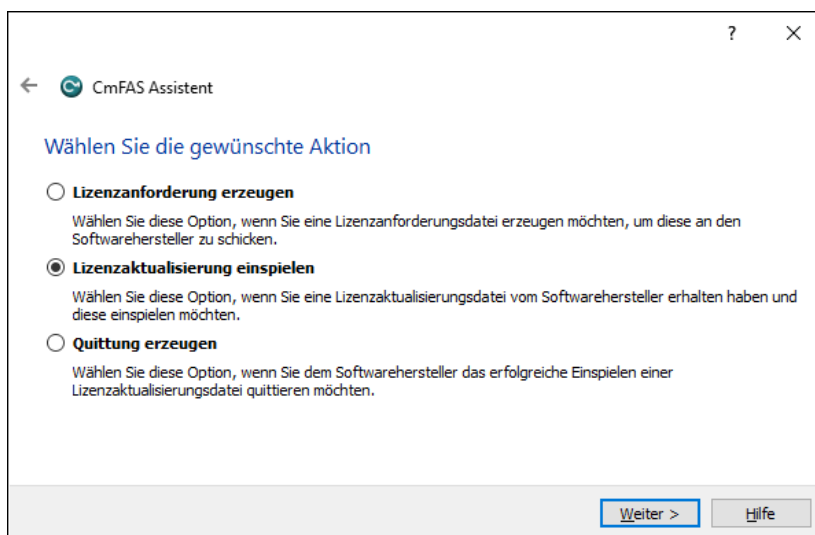 CmFAS Assistent
Wählen Sie die gewünschte Aktion
Lizenzanforderung erzeugen
Wählen Sie diese Option, wenn Sie eine Lizenzanforderungsdatei erzeugen möchten, um diese an den
Softwarehersteller zu schicken.
Lizenzaktualisierung einspielen
Wählen Sie diese Option, wenn Sie eine Lizenzaktualisierungsdatei vom Softwarehersteller erhalten haben und
diese einspielen möchten.
Quittung erzeugen
Wählen Sie diese Option, wenn Sie dem Softwarehersteller das erfolgreiche Einspielen einer
Lizenzaktualisierungsdatei quittieren möchten.
Weiter > Hilfe